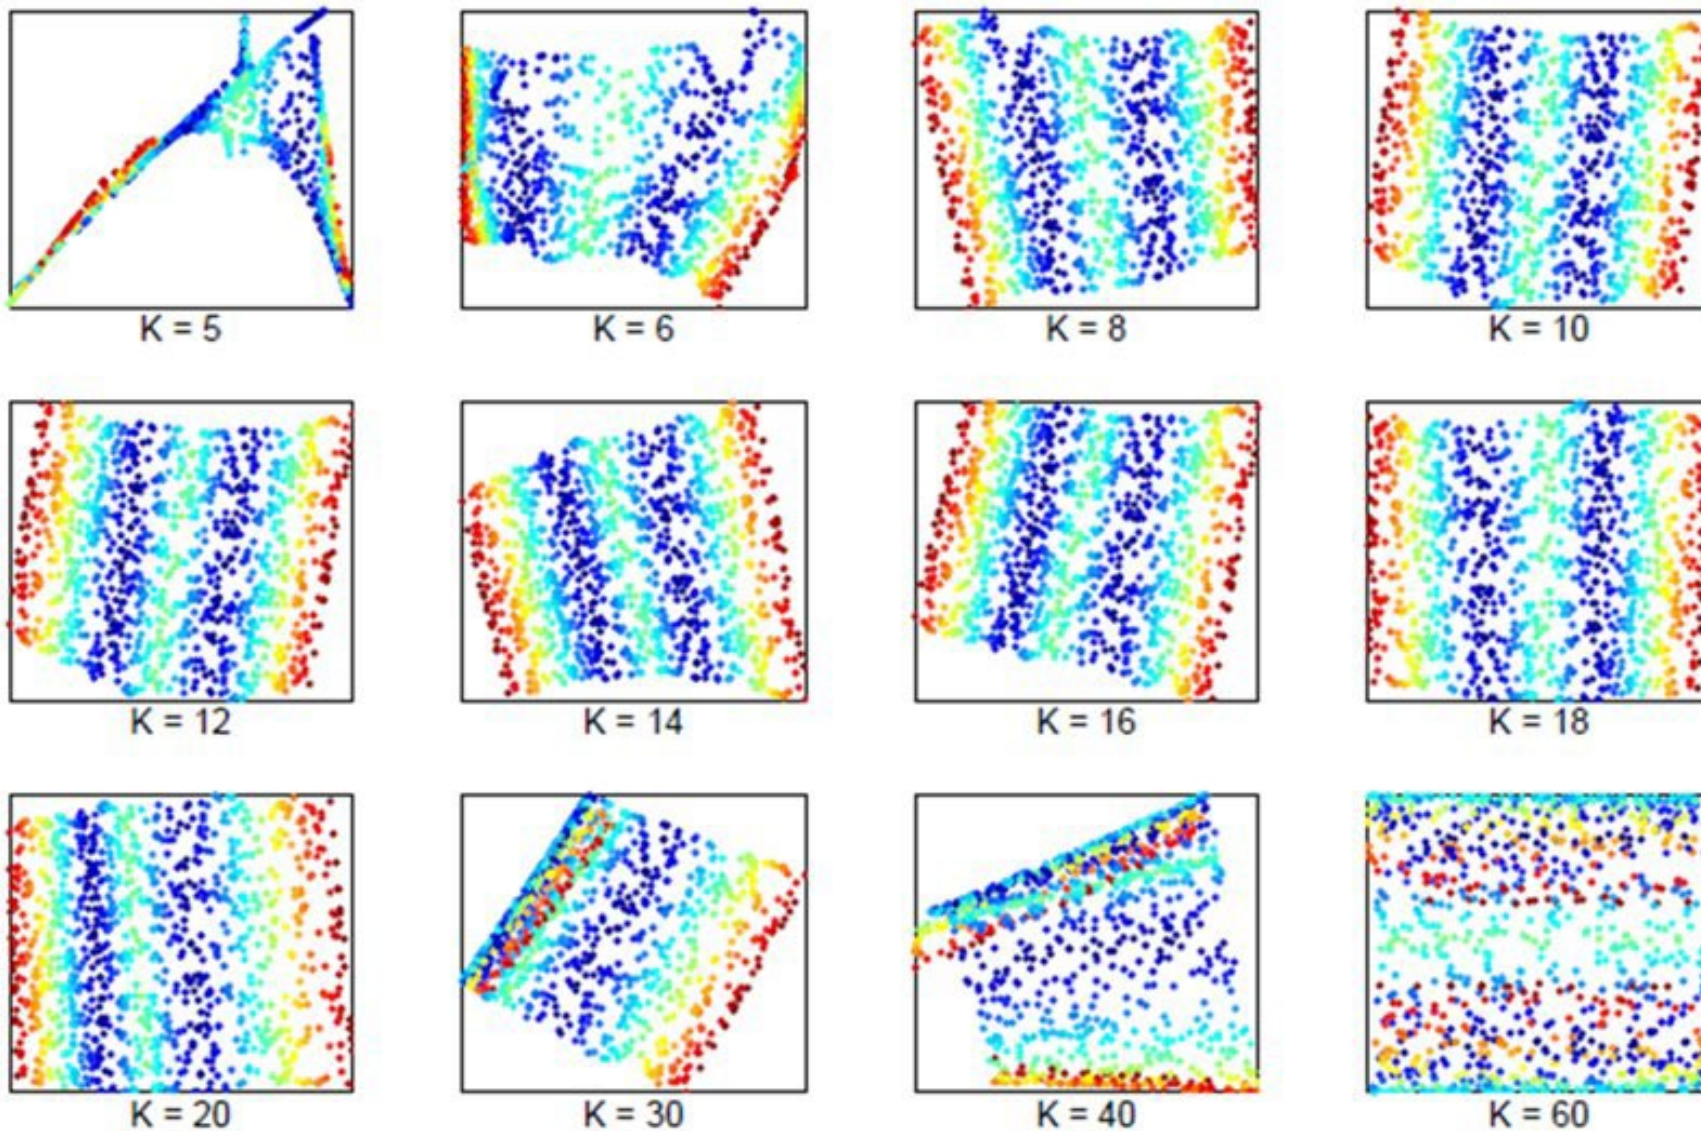 K = 5
K = 6
K = 8
K = 10
K = 12
K = 14
K = 16
K = 18
K = 20
K = 30
K = 40
K = 60